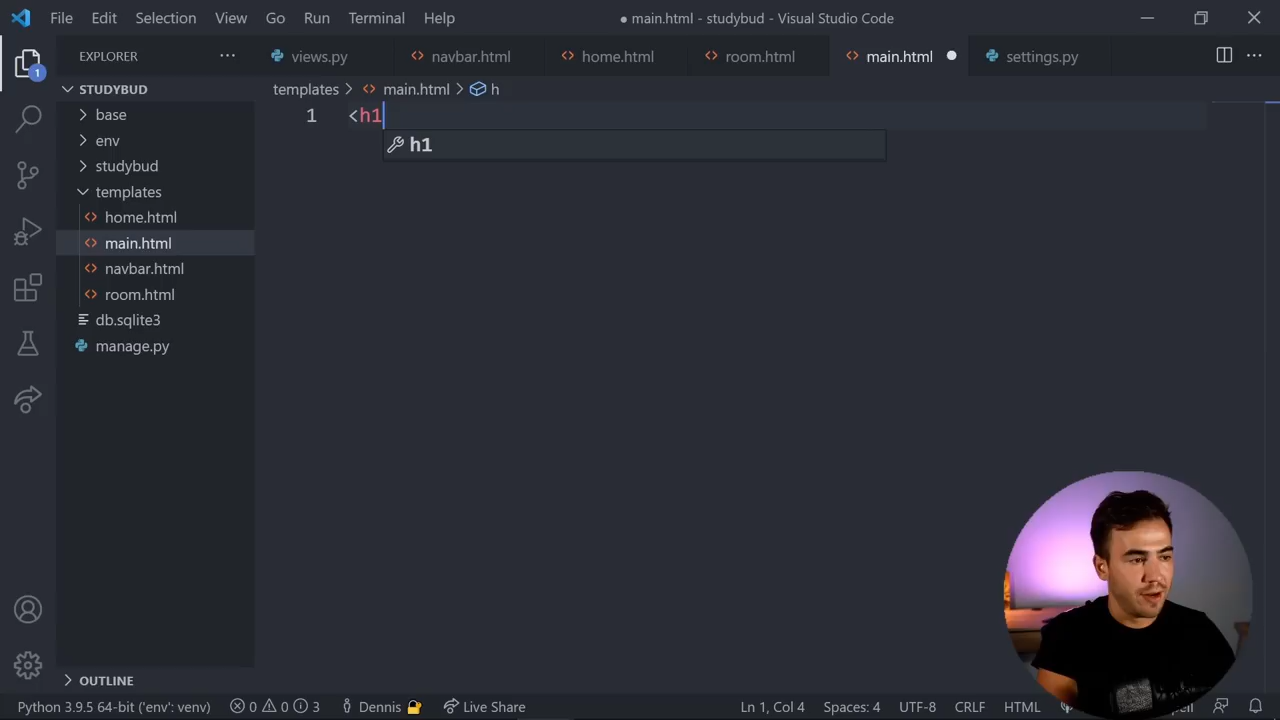 File Edit Selection View Go Run Terminal Help
● main.html - studybud - Visual Studio Code
EXPLORER
views.py
navbar.html
home.html
room.html
main.html
settings.py
1
STUDYBUD
templates > main.html > h
base
env
studybud
templates
home.html
main.html
navbar.html
room.html
db.sqlite3
manage.py
1 <h1
h1
OUTLINE
Python 3.9.5 64-bit ('env': venv) 0 0 3 Dennis Live Share Ln 1, Col 4 Spaces: 4 UTF-8 CRLF HTML